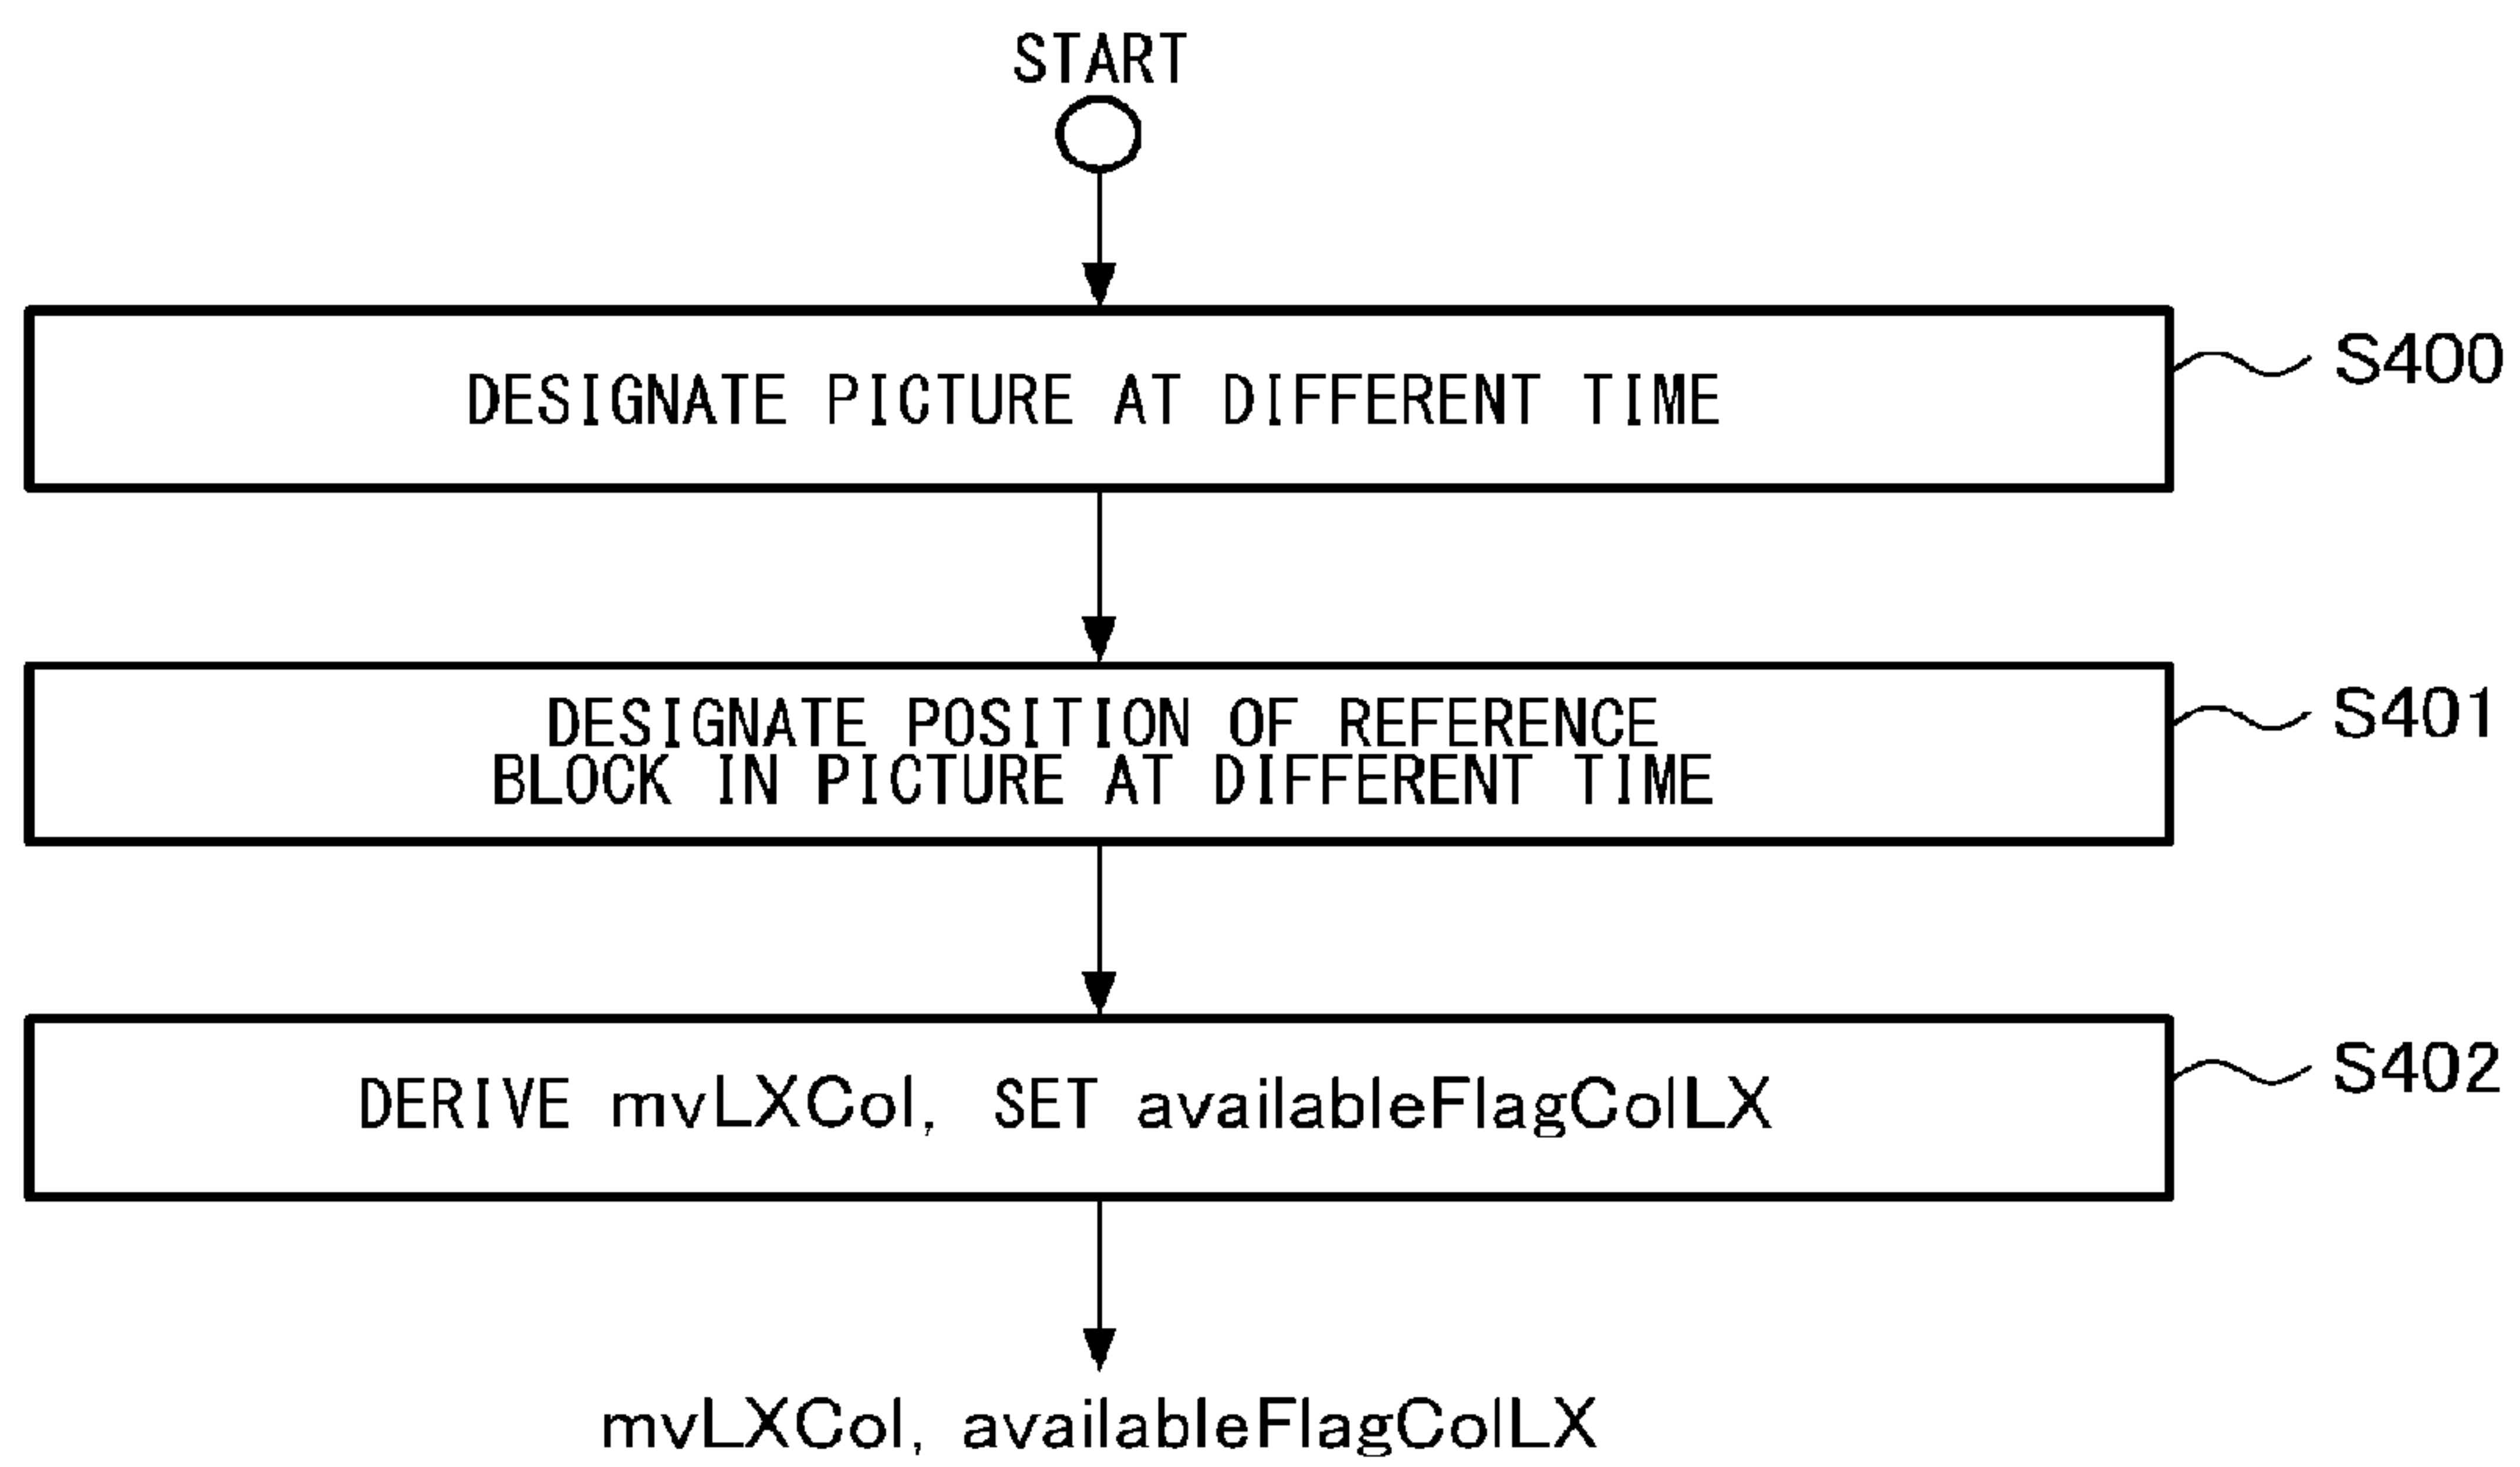 START
DESIGNATE PICTURE AT DIFFERENT TIME
S400
DESIGNATE POSITION OF REFERENCE
BLOCK IN PICTURE AT DIFFERENT TIME
S401
DERIVE mvLXCol, SET availableFlagColLX
S402
mvLXCol, availableFlagColLX